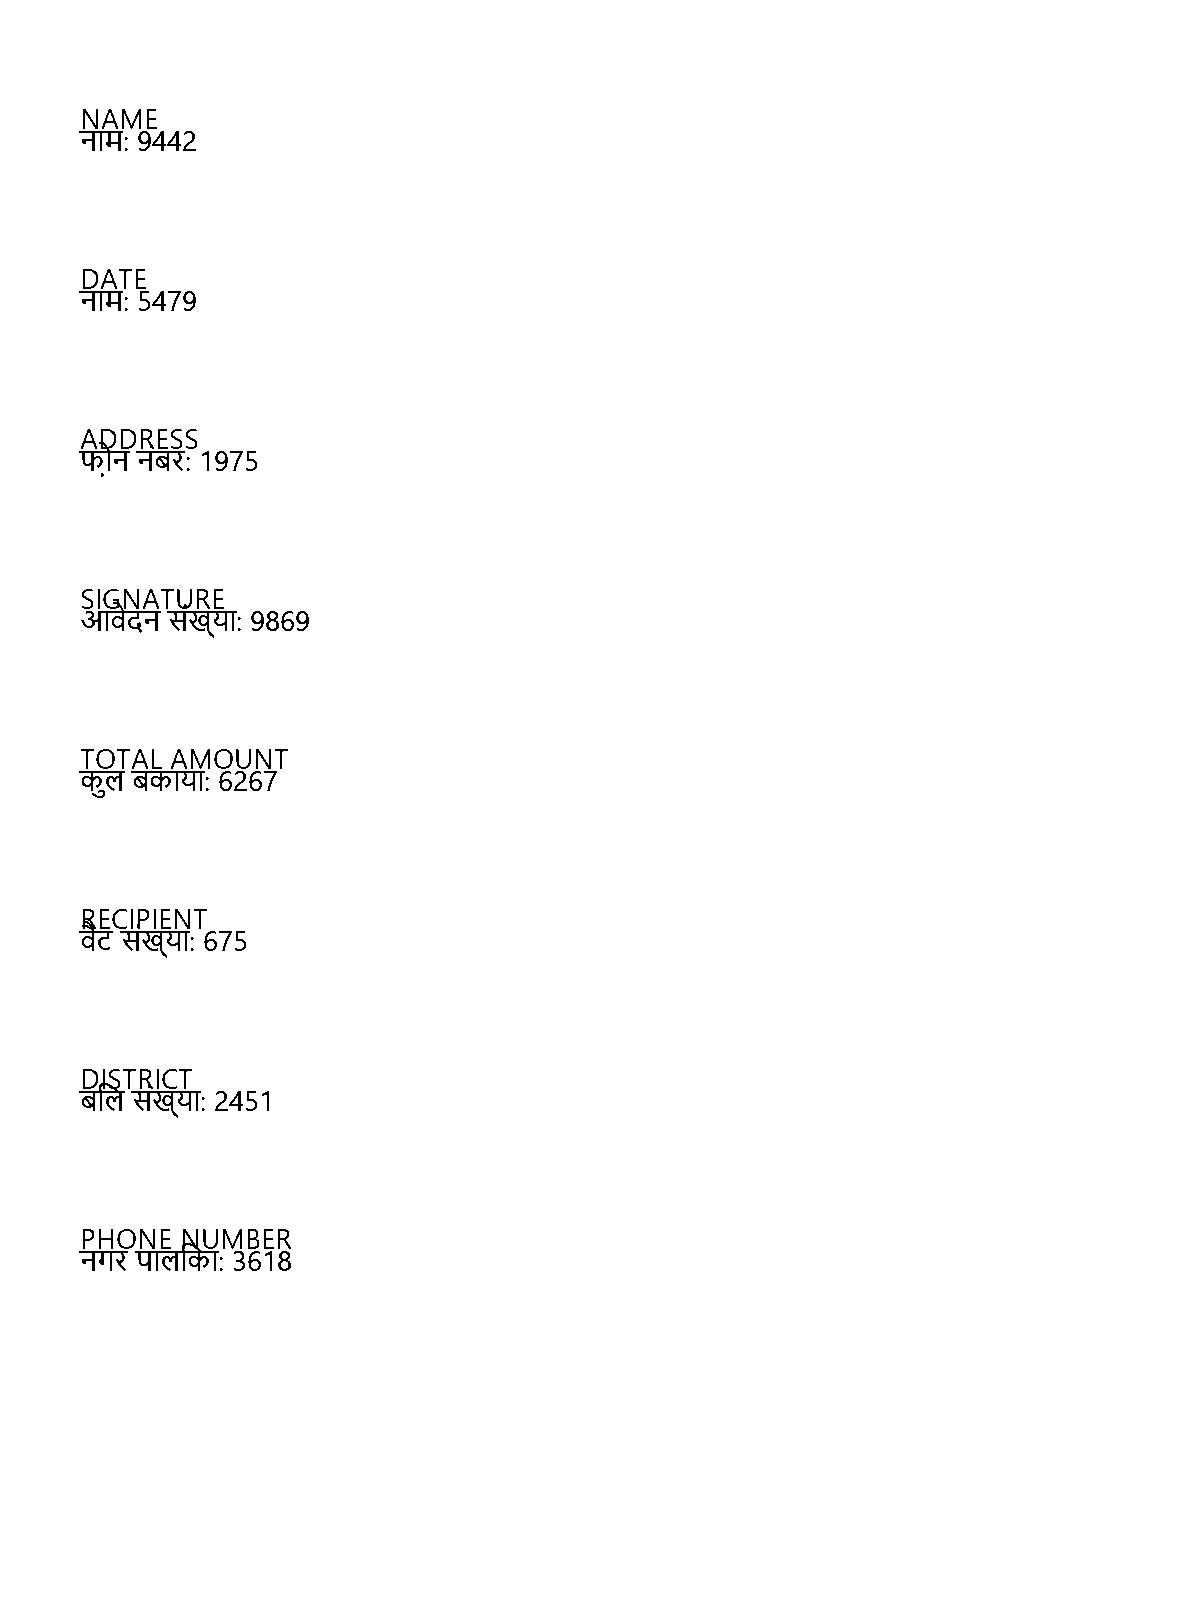 NAME
नाम: 9442
DATE
नाम: 5479
ADDRESS
फ़ोन नंबर: 1975
SIGNATURE
आवेदन संख्या: 9869
TOTAL AMOUNT
कुल बकाया: 6267
RECIPIENT
वैट संख्या: 675
DISTRICT
बिल संख्या: 2451
PHONE NUMBER
नगर पालिका: 3618